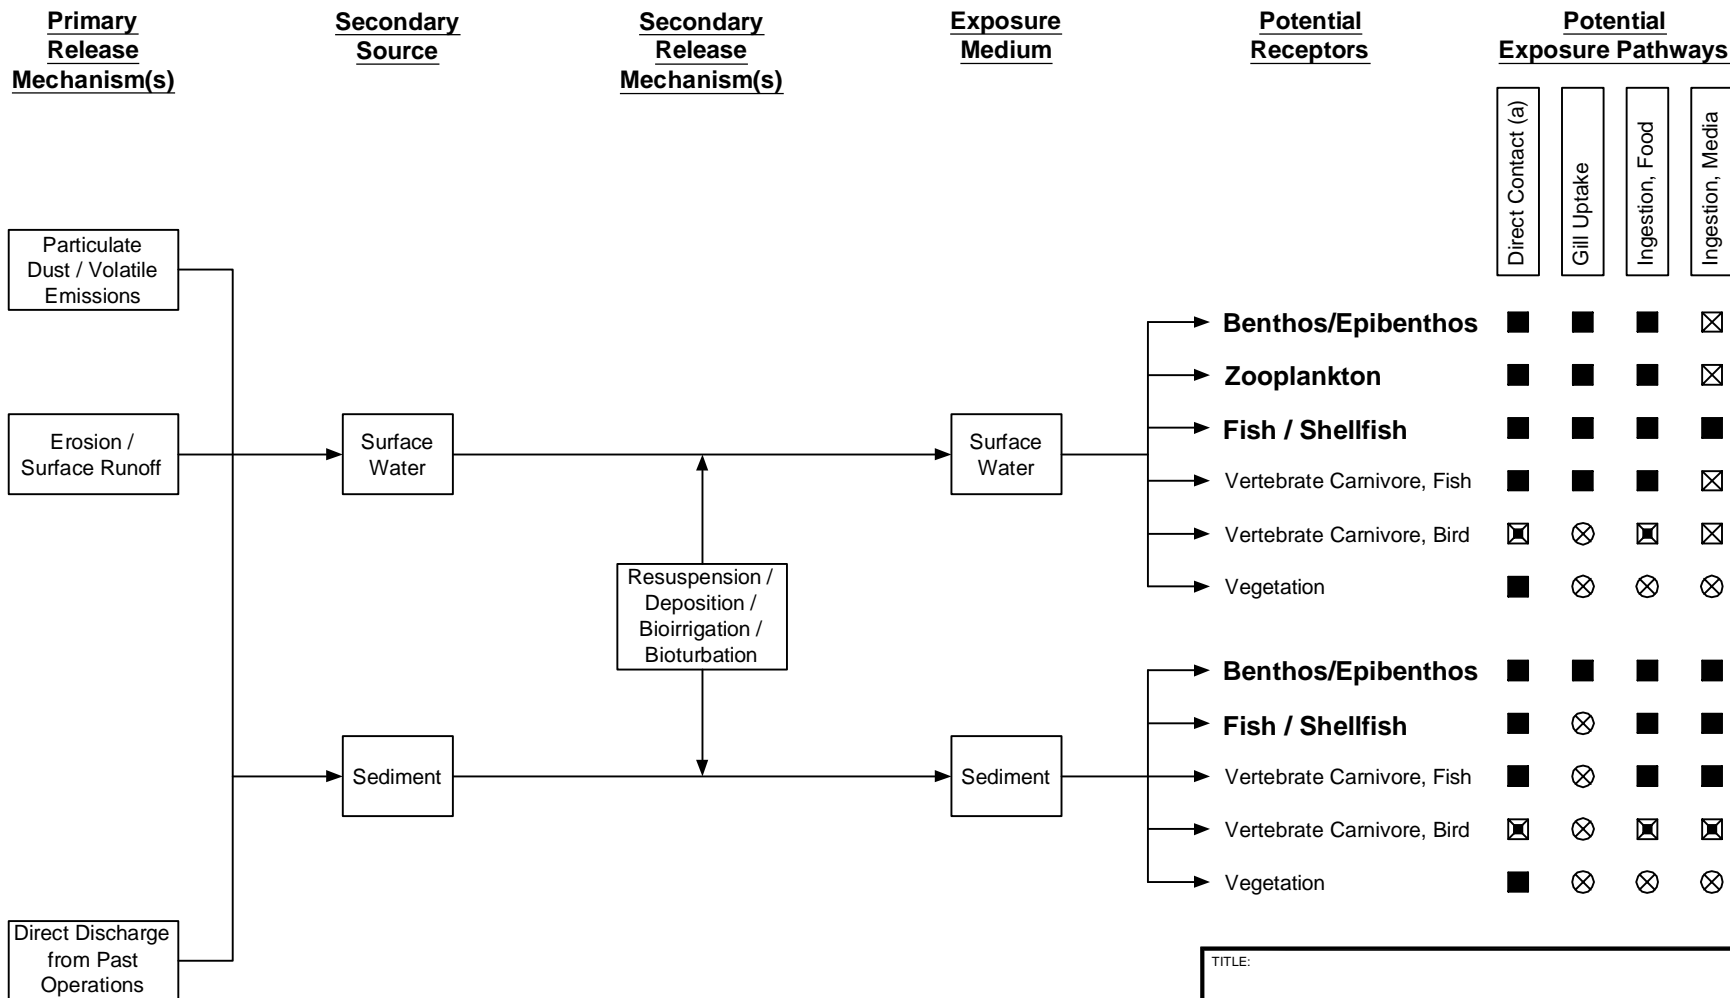 Primary
Release
Mechanism(s)
Secondary
Source
Secondary
Release
Mechanism(s)
Exposure
Medium
Potential
Receptors
Potential
Exposure Pathways
Direct Contact (a)
Gill Uptake
Ingestion, Food
Ingestion, Media
Particulate
Dust / Volatile
Emissions
Erosion /
Surface Runoff
Direct Discharge
from Past
Operations
Surface
Water
Sediment
Resuspension /
Deposition /
Bioirrigation /
Bioturbation
Surface
Water
Sediment
Benthos/Epibenthos
Zooplankton
Fish / Shellfish
Vertebrate Carnivore, Fish
Vertebrate Carnivore, Bird
Vegetation
Benthos/Epibenthos
Fish / Shellfish
Vertebrate Carnivore, Fish
Vertebrate Carnivore, Bird
Vegetation
TITLE: